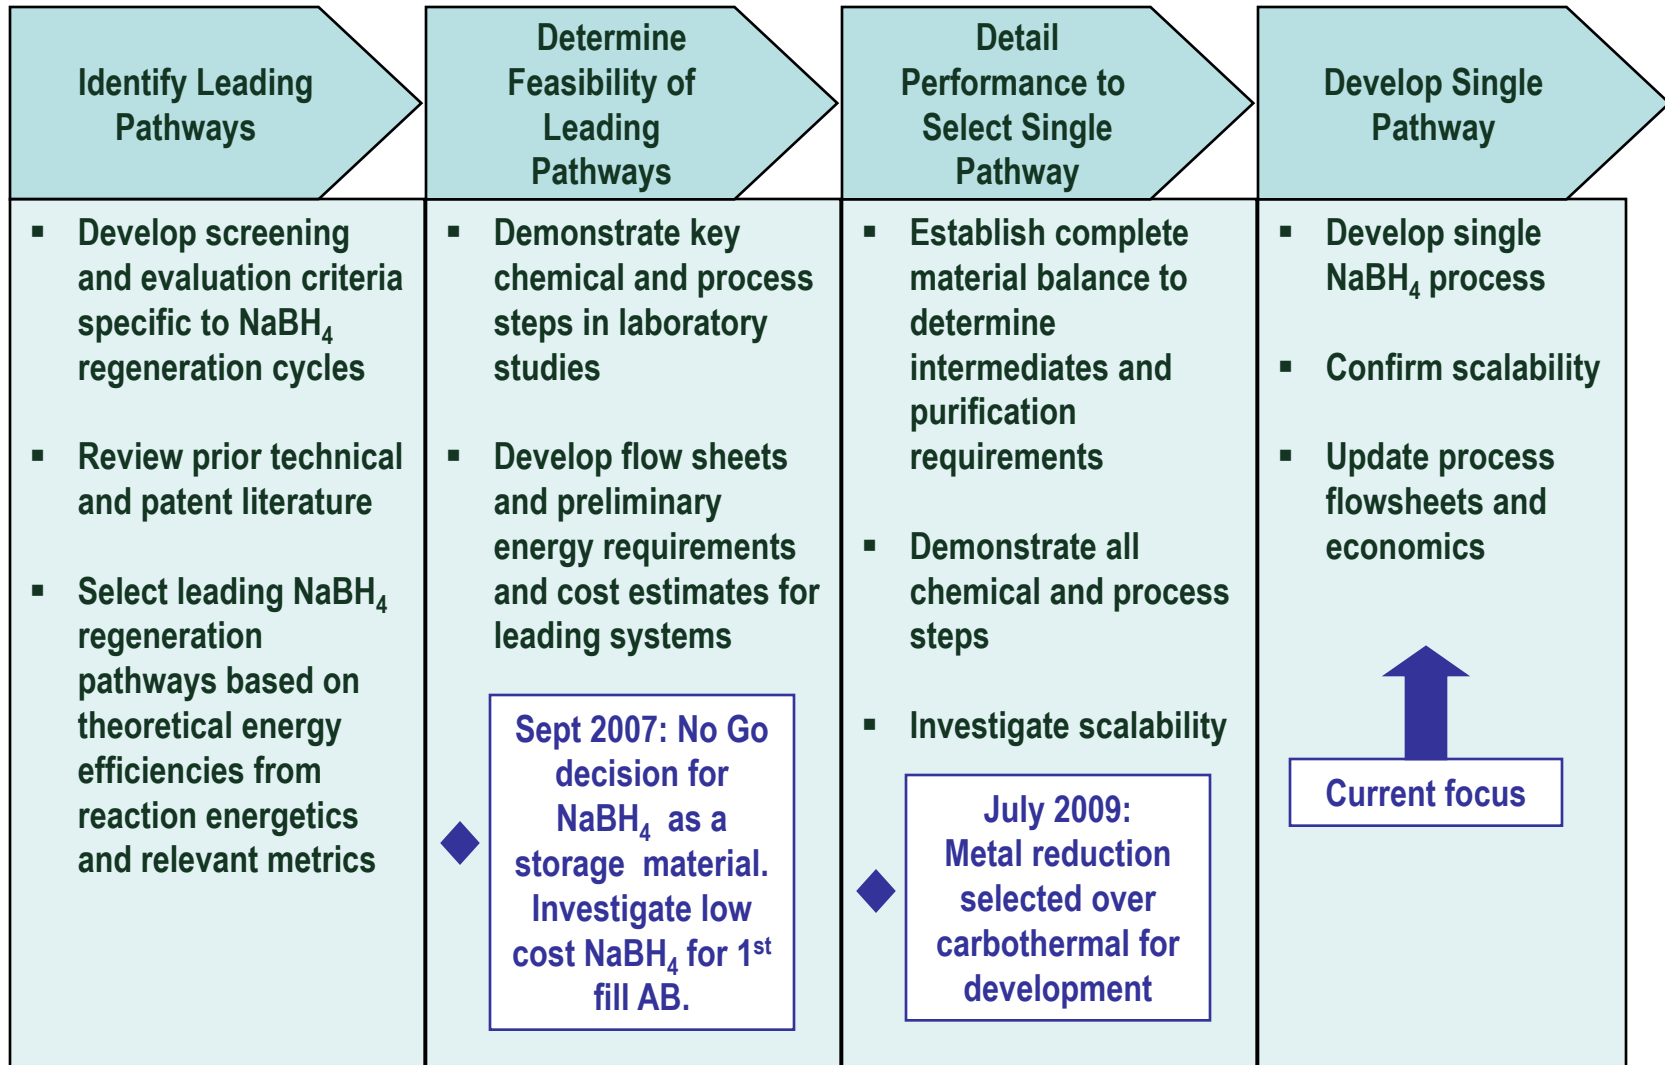 Identify Leading
Pathways
▪ Develop screening
and evaluation criteria
specific to NaBH₄
regeneration cycles
▪ Review prior technical
and patent literature
▪ Select leading NaBH₄
regeneration
pathways based on
theoretical energy
efficiencies from
reaction energetics
and relevant metrics
Determine
Feasibility of
Leading
Pathways
▪ Demonstrate key
chemical and process
steps in laboratory
studies
▪ Develop flow sheets
and preliminary
energy requirements
and cost estimates for
leading systems
Sept 2007: No Go
decision for
NaBH₄ as a
storage material.
Investigate low
cost NaBH₄ for 1ˢᵗ
fill AB.
Detail
Performance to
Select Single
Pathway
▪ Establish complete
material balance to
determine
intermediates and
purification
requirements
▪ Demonstrate all
chemical and process
steps
▪ Investigate scalability
July 2009:
Metal reduction
selected over
carbothermal for
development
Develop Single
Pathway
▪ Develop single
NaBH₄ process
▪ Confirm scalability
▪ Update process
flowsheets and
economics
Current focus